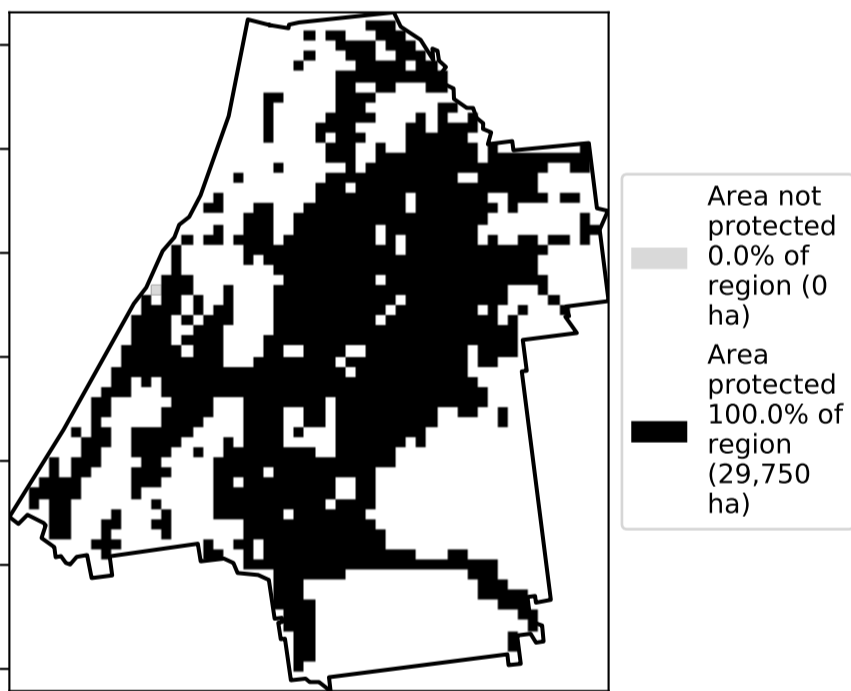 Area not
protected
0.0% of
region (0
ha)
Area
protected
100.0% of
region
(29,750
ha)